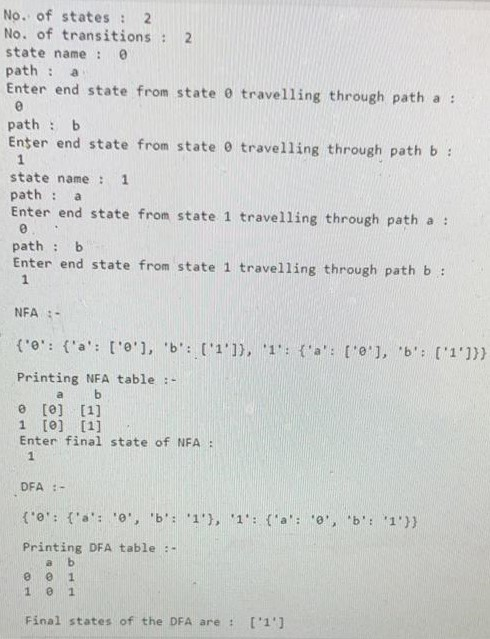 No. of states :  2
No. of transitions :  2
state name :  0
path :  a
Enter end state from state 0 travelling through path a :
0
path :  b
Enter end state from state 0 travelling through path b :
1
state name :  1
path :  a
Enter end state from state 1 travelling through path a :
0
path :  b
Enter end state from state 1 travelling through path b :
1
NFA :-
{'0': {'a': ['0'], 'b': ['1']}, '1': {'a': ['0'], 'b': ['1']}}
Printing NFA table :-
a    b
0  [0]  [1]
1  [0]  [1]
Enter final state of NFA :
1
DFA :-
{'0': {'a': '0', 'b': '1'}, '1': {'a': '0', 'b': '1'}}
Printing DFA table :-
a  b
0  0  1
1  0  1
Final states of the DFA are :  ['1']